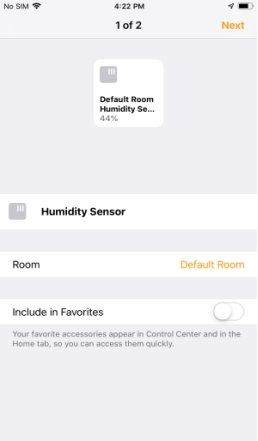 No SIM 4:22 PM
1 of 2 Next
Default Room
Humidity Se...
44%
Humidity Sensor
Room Default Room
Include in Favorites
Your favorite accessories appear in Control Center and in the
Home tab, so you can access them quickly.